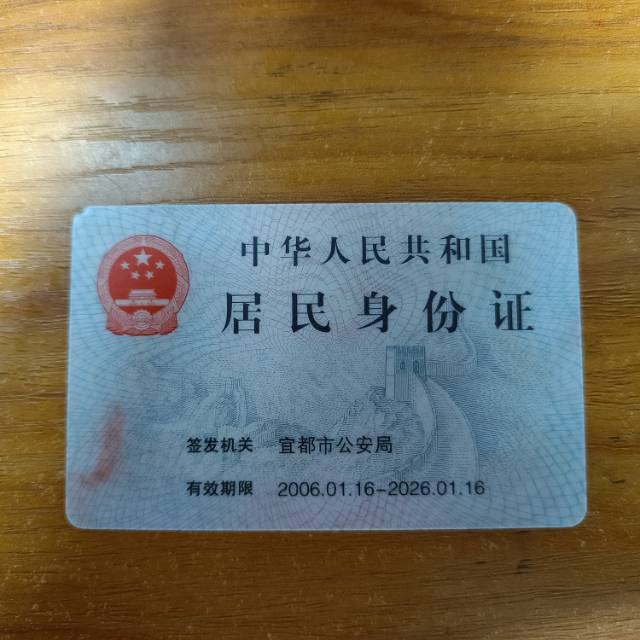 中华人民共和国
居民身份证
签发机关 宜都市公安局
有效期限 2006.01.16-2026.01.16